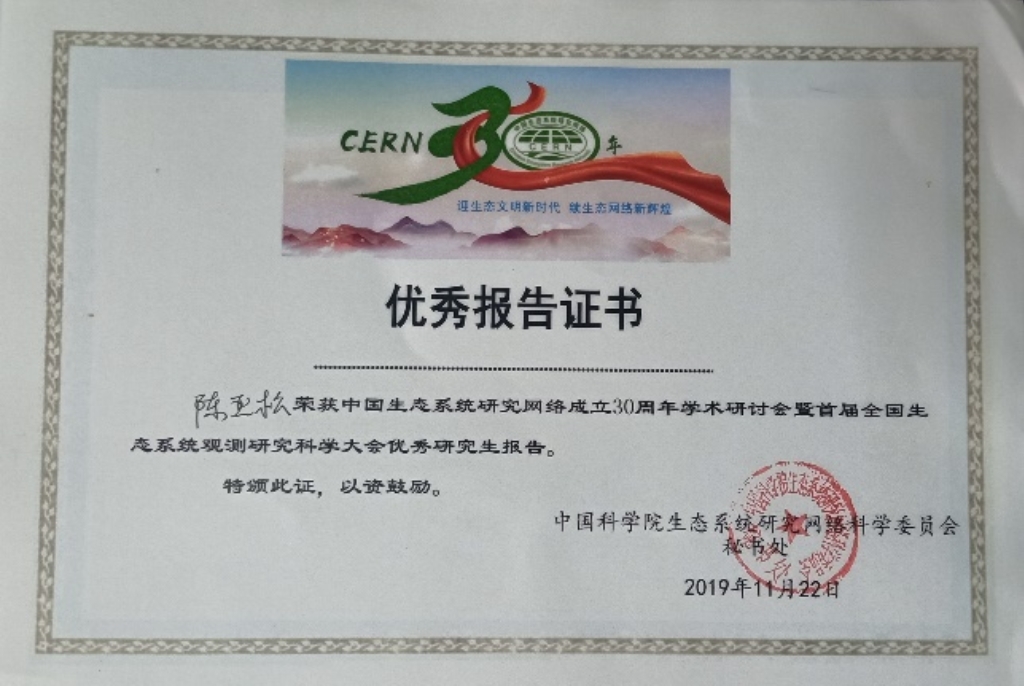 CERN 30 年
CERN
迎生态文明新时代 续生态网络新辉煌
优秀报告证书
陈亚松荣获中国生态系统研究网络成立30周年学术研讨会暨首届全国生
态系统观测研究科学大会优秀研究生报告。
特颁此证，以资鼓励。
中国科学院生态系统研究网络科学委员会
秘书处
2019年11月22日